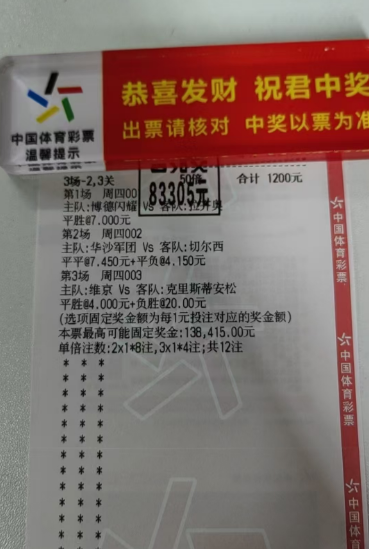 中国体育彩票
温馨提示
恭喜发财 祝君中奖
出票请核对 中奖以票为准
已兑奖
83305元
3场-2,3关 50倍 合计 1200元
第1场 周四00
主队:博德闪耀 Vs 客队:拉齐奥
平胜@7.000元
第2场 周四002
主队:华沙军团 Vs 客队:切尔西
平平@7.450元+平负@4.150元
第3场 周四003
主队:维京 Vs 客队:克里斯蒂安松
平胜@4.000元+负胜@20.00元
(选项固定奖金额为每1元投注对应的奖金额)
本票最高可能固定奖金:138,415.00元
单倍注数:2x1*8注,3x1*4注;共12注
* * *
* * *
* * *
* * *
* * *
* * *
* * *
* * *
* * *
* * *
* * *
* * *
中国体育彩票
中国体育彩票
中国体育